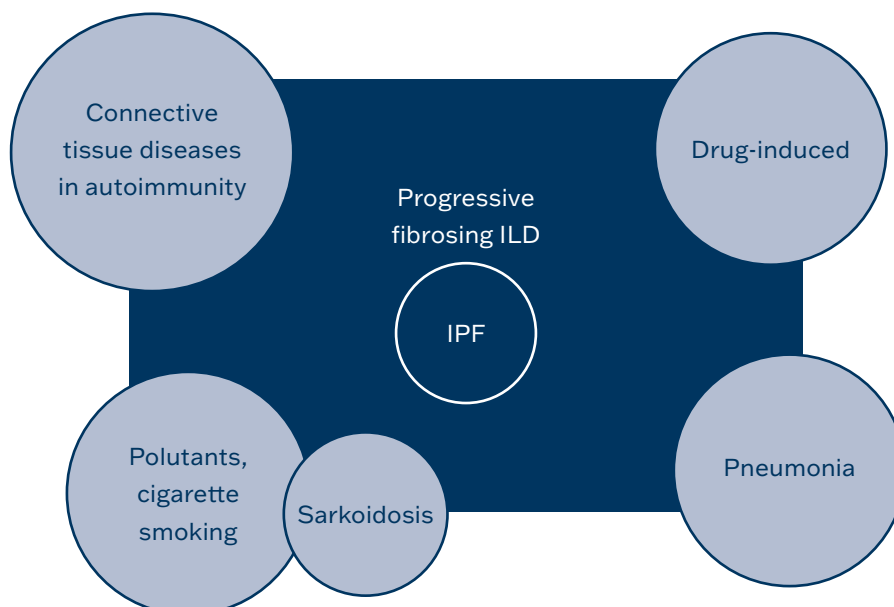 Connective
tissue diseases
in autoimmunity
Drug-induced
Progressive
fibrosing ILD
IPF
Polutants,
cigarette
smoking
Sarkoidosis
Pneumonia